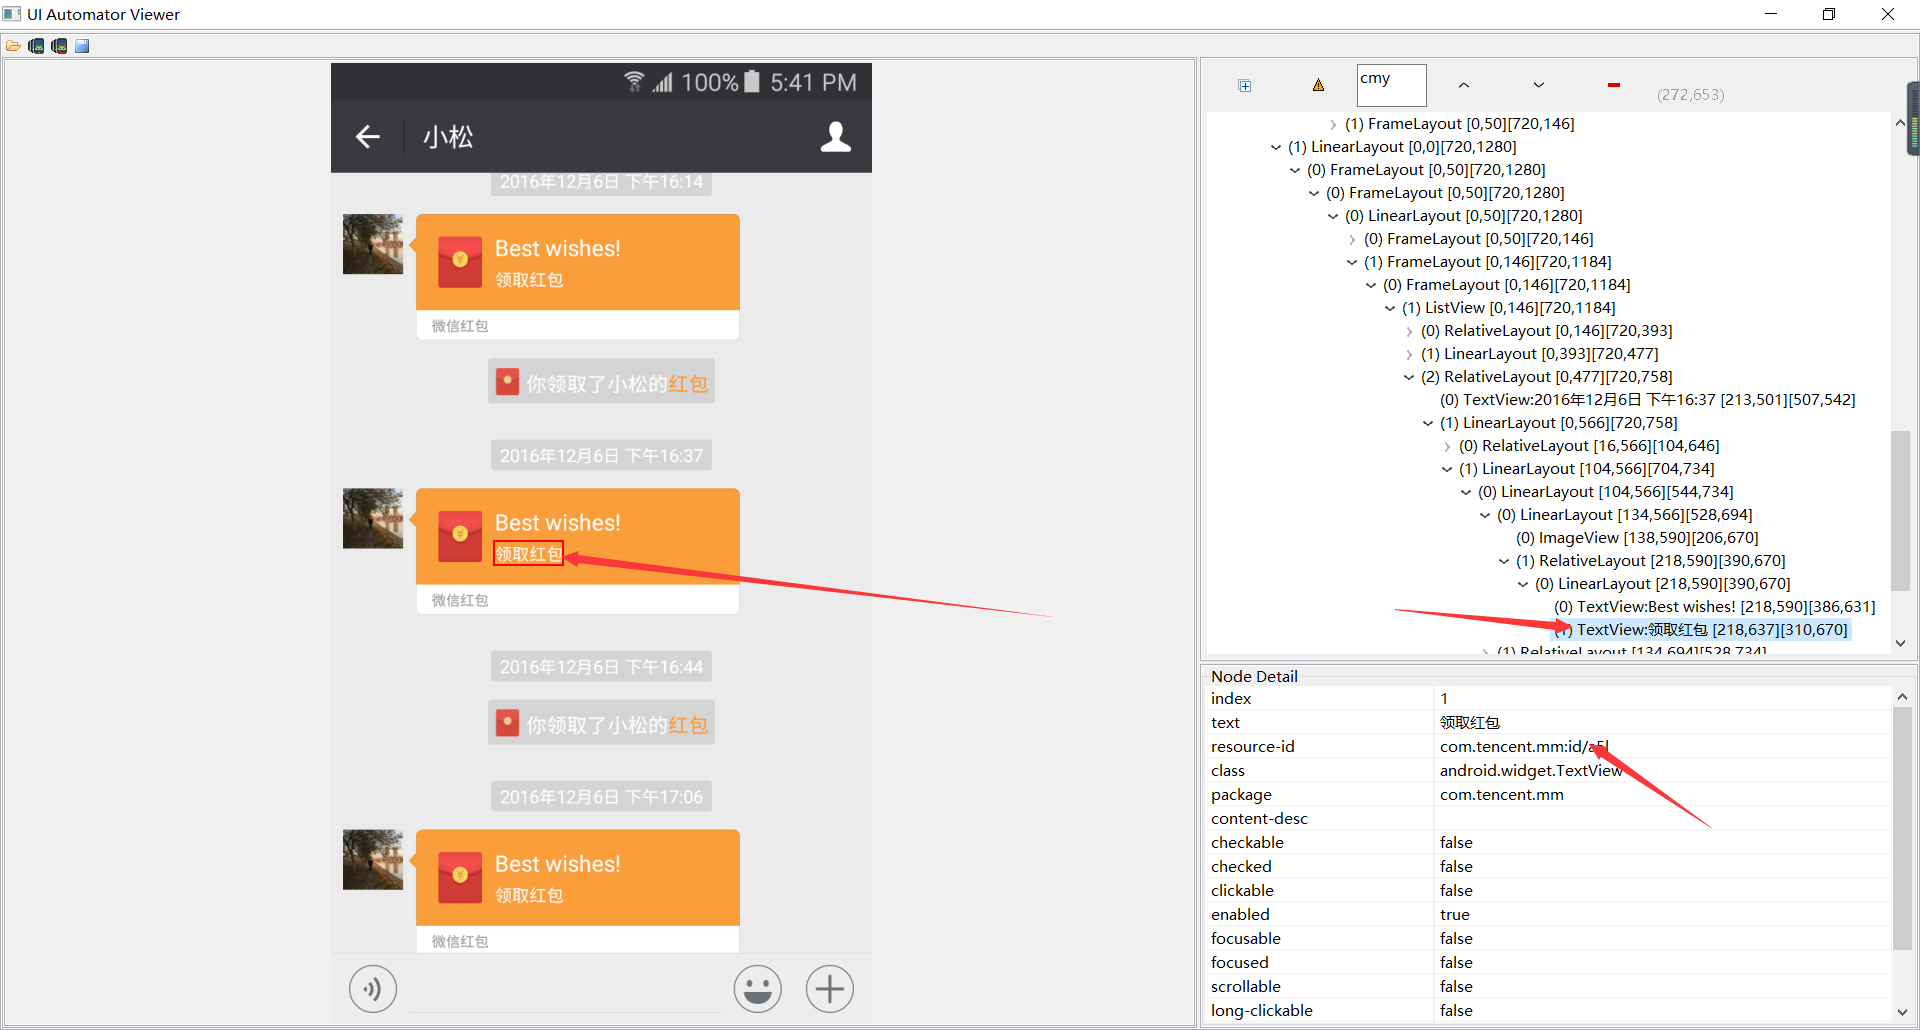 UI Automator Viewer
100% 5:41 PM
小松
2016年12月6日 下午16:14
Best wishes!
领取红包
微信红包
你领取了小松的红包
2016年12月6日 下午16:37
Best wishes!
领取红包
微信红包
2016年12月6日 下午16:44
你领取了小松的红包
2016年12月6日 下午17:06
Best wishes!
领取红包
微信红包
cmy
(272,653)
(1) FrameLayout [0,50][720,146]
(1) LinearLayout [0,0][720,1280]
(0) FrameLayout [0,50][720,1280]
(0) FrameLayout [0,50][720,1280]
(0) LinearLayout [0,50][720,1280]
(0) FrameLayout [0,50][720,146]
(1) FrameLayout [0,146][720,1184]
(0) FrameLayout [0,146][720,1184]
(1) ListView [0,146][720,1184]
(0) RelativeLayout [0,146][720,393]
(1) LinearLayout [0,393][720,477]
(2) RelativeLayout [0,477][720,758]
(0) TextView:2016年12月6日 下午16:37 [213,501][507,542]
(1) LinearLayout [0,566][720,758]
(0) RelativeLayout [16,566][104,646]
(1) LinearLayout [104,566][704,734]
(0) LinearLayout [104,566][544,734]
(0) LinearLayout [134,566][528,694]
(0) ImageView [138,590][206,670]
(1) RelativeLayout [218,590][390,670]
(0) LinearLayout [218,590][390,670]
(0) TextView:Best wishes! [218,590][386,631]
(1) TextView:领取红包 [218,637][310,670]
(1) RelativeLayout [134,694][528,734]
Node Detail
index 1
text 领取红包
resource-id com.tencent.mm:id/a5l
class android.widget.TextView
package com.tencent.mm
content-desc
checkable false
checked false
clickable false
enabled true
focusable false
focused false
scrollable false
long-clickable false